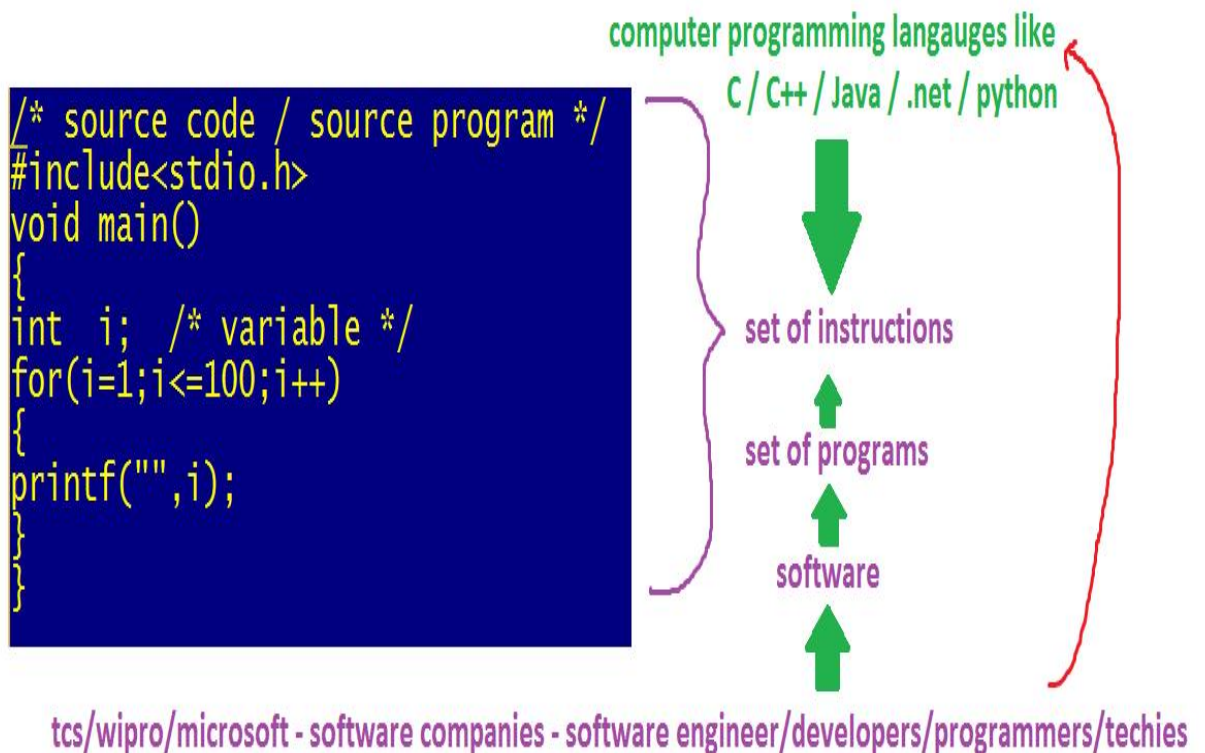 /* source code / source program */
#include<stdio.h>
void main()
{
int  i;  /* variable */
for(i=1;i<=100;i++)
{
printf("",i);
}
}
computer programming langauges like
C / C++ / Java / .net / python
set of instructions
set of programs
software
tcs/wipro/microsoft - software companies - software engineer/developers/programmers/techies